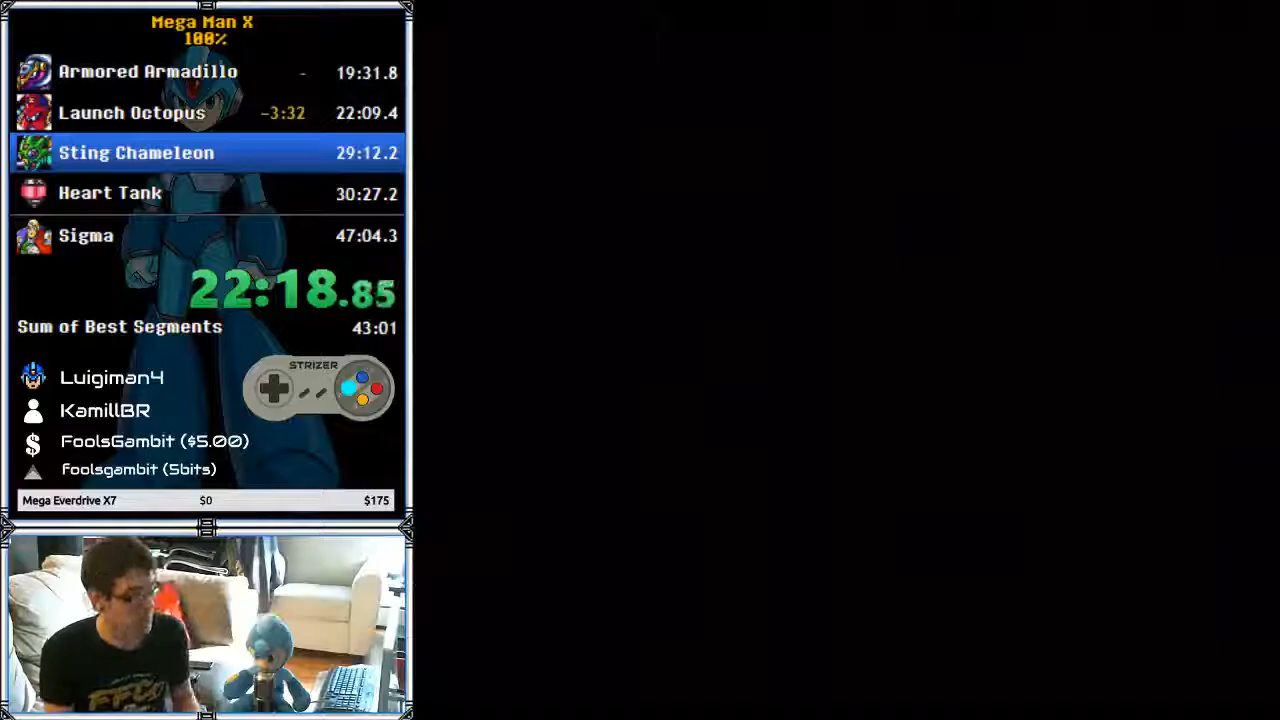 Mega Man X
100%
Armored Armadillo - 19:31.8
Launch Octopus -3:32 22:09.4
Sting Chameleon 29:12.2
Heart Tank 30:27.2
Sigma 47:04.3
22:18.85
Sum of Best Segments 43:01
STRIZER
Luigiman4
KamillBR
$ FoolsGambit ($5.00)
foolsgambit (5bits)
Mega Everdrive X7 $0 $175